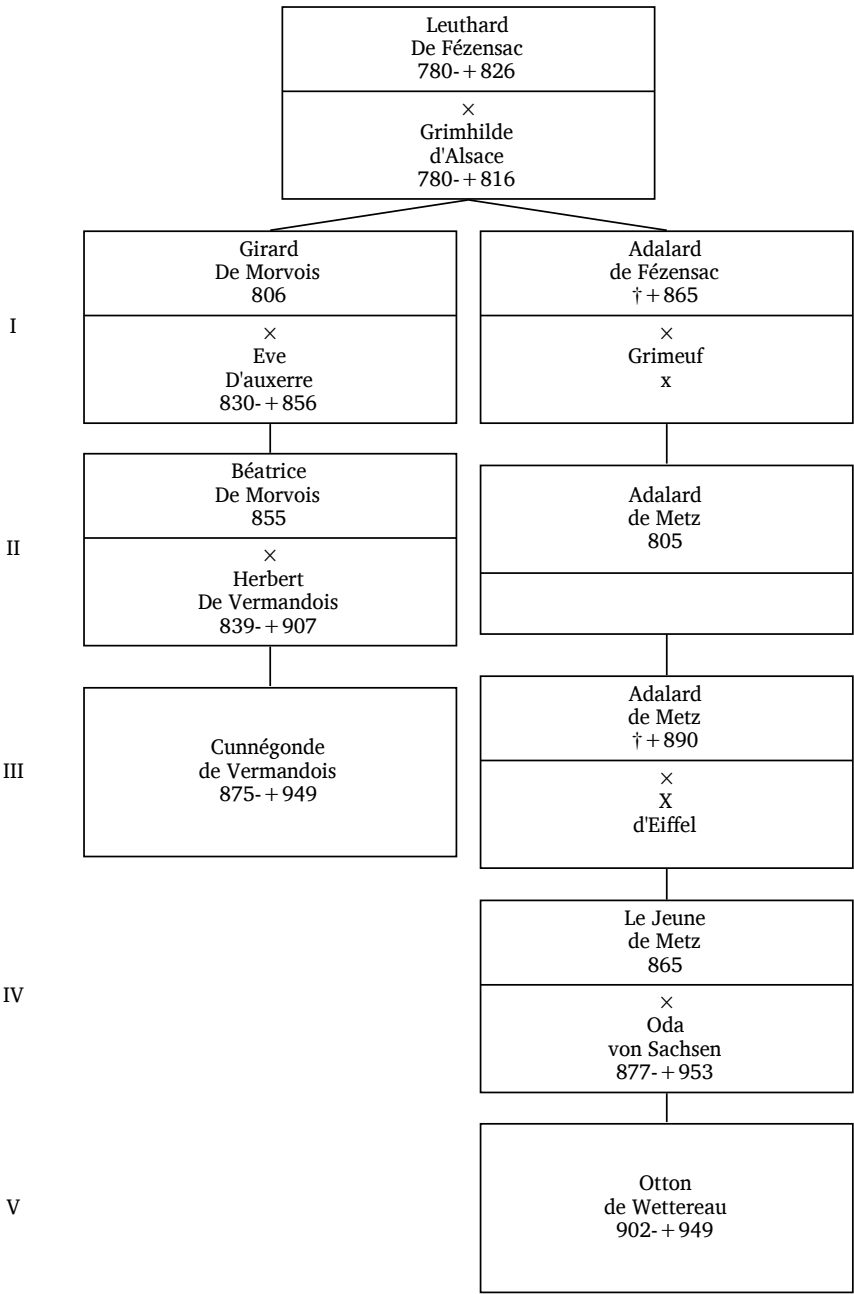 Leuthard
De Fézensac
780-+826
×
Grimhilde
d'Alsace
780-+816
I
Girard
De Morvois
806
×
Eve
D'auxerre
830-+856
Adalard
de Fézensac
†+865
×
Grimeuf
x
II
Béatrice
De Morvois
855
×
Herbert
De Vermandois
839-+907
Adalard
de Metz
805
III
Cunnégonde
de Vermandois
875-+949
Adalard
de Metz
†+890
×
X
d'Eiffel
IV
Le Jeune
de Metz
865
×
Oda
von Sachsen
877-+953
V
Otton
de Wettereau
902-+949